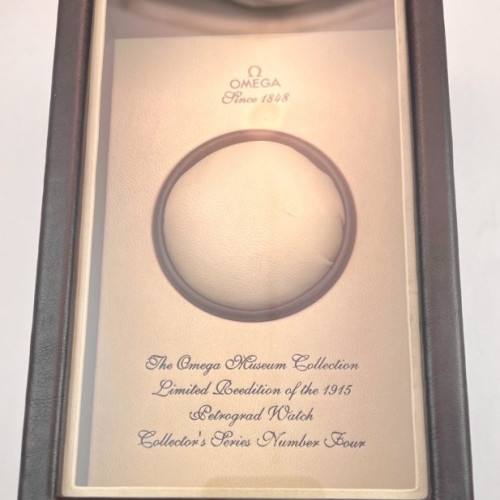 Ω
OMEGA
Since 1848
The Omega Museum Collection
Limited Reedition of the 1915
Petrograd Watch
Collector's Series Number Four